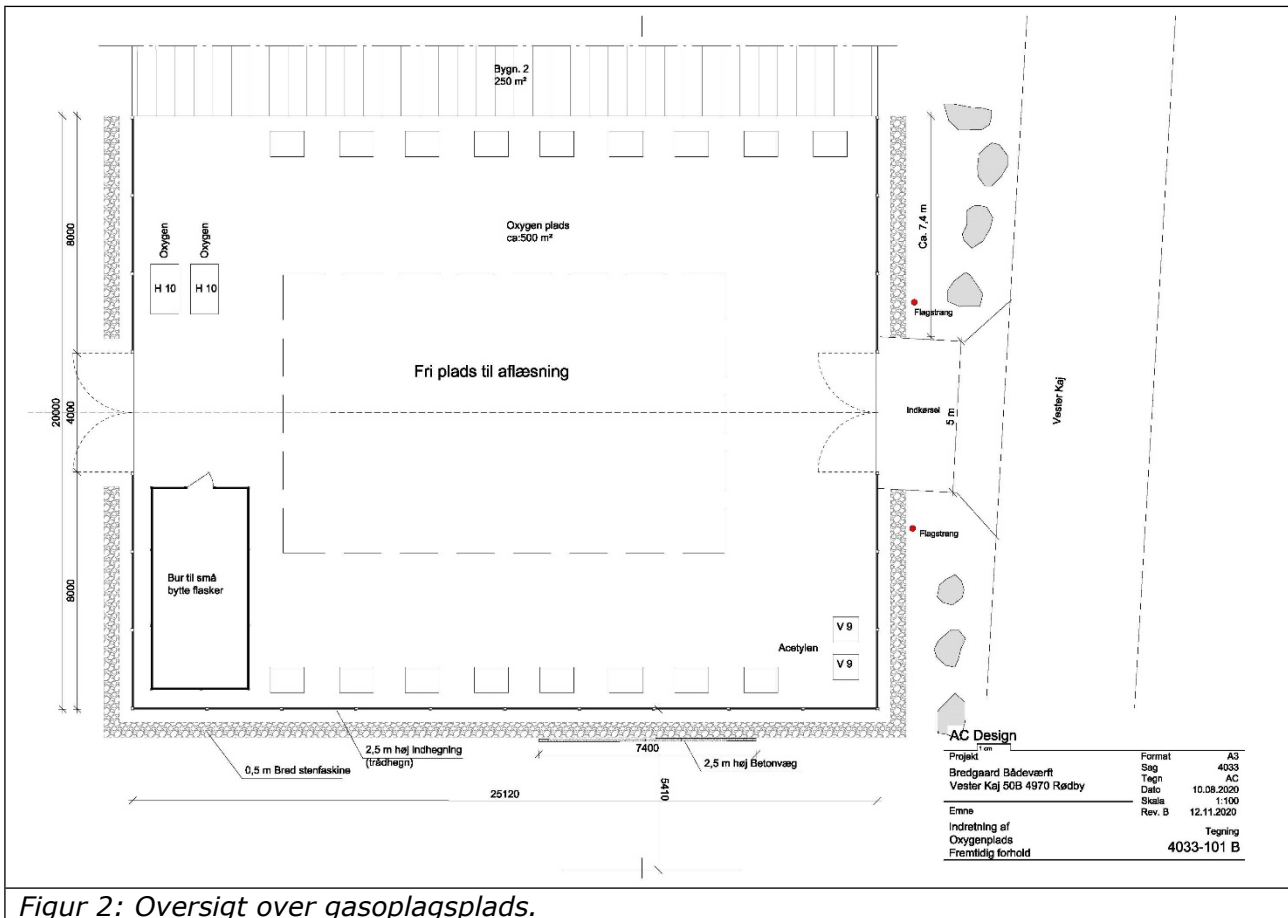 Bygn. 2
250 m²
Oxygen
Oxygen
H 10
H 10
Oxygen plads
ca:500 m²
Ca. 7,4 m
Flagstrang
8000
20000
4000
8000
Fri plads til aflæsning
Indkørsel
5 m
Vester Kaj
Flagstrang
Bur til små
bytte flasker
V 9
Acetylen
V 9
2,5 m høj indhegning
(trådhegn)
0,5 m Bred stenfaskine
7400
2,5 m høj Betonvæg
25120
5410
AC Design
1 cm
Projekt
Bredgaard Bådeværft
Vester Kaj 50B 4970 Rødby
Format A3
Sag 4033
Tegn AC
Dato 10.08.2020
Skala 1:100
Rev. B 12.11.2020
Emne
Indretning af
Oxygenplads
Fremtidig forhold
Tegning
4033-101 B
Figur 2: Oversigt over gasoplagsplads.